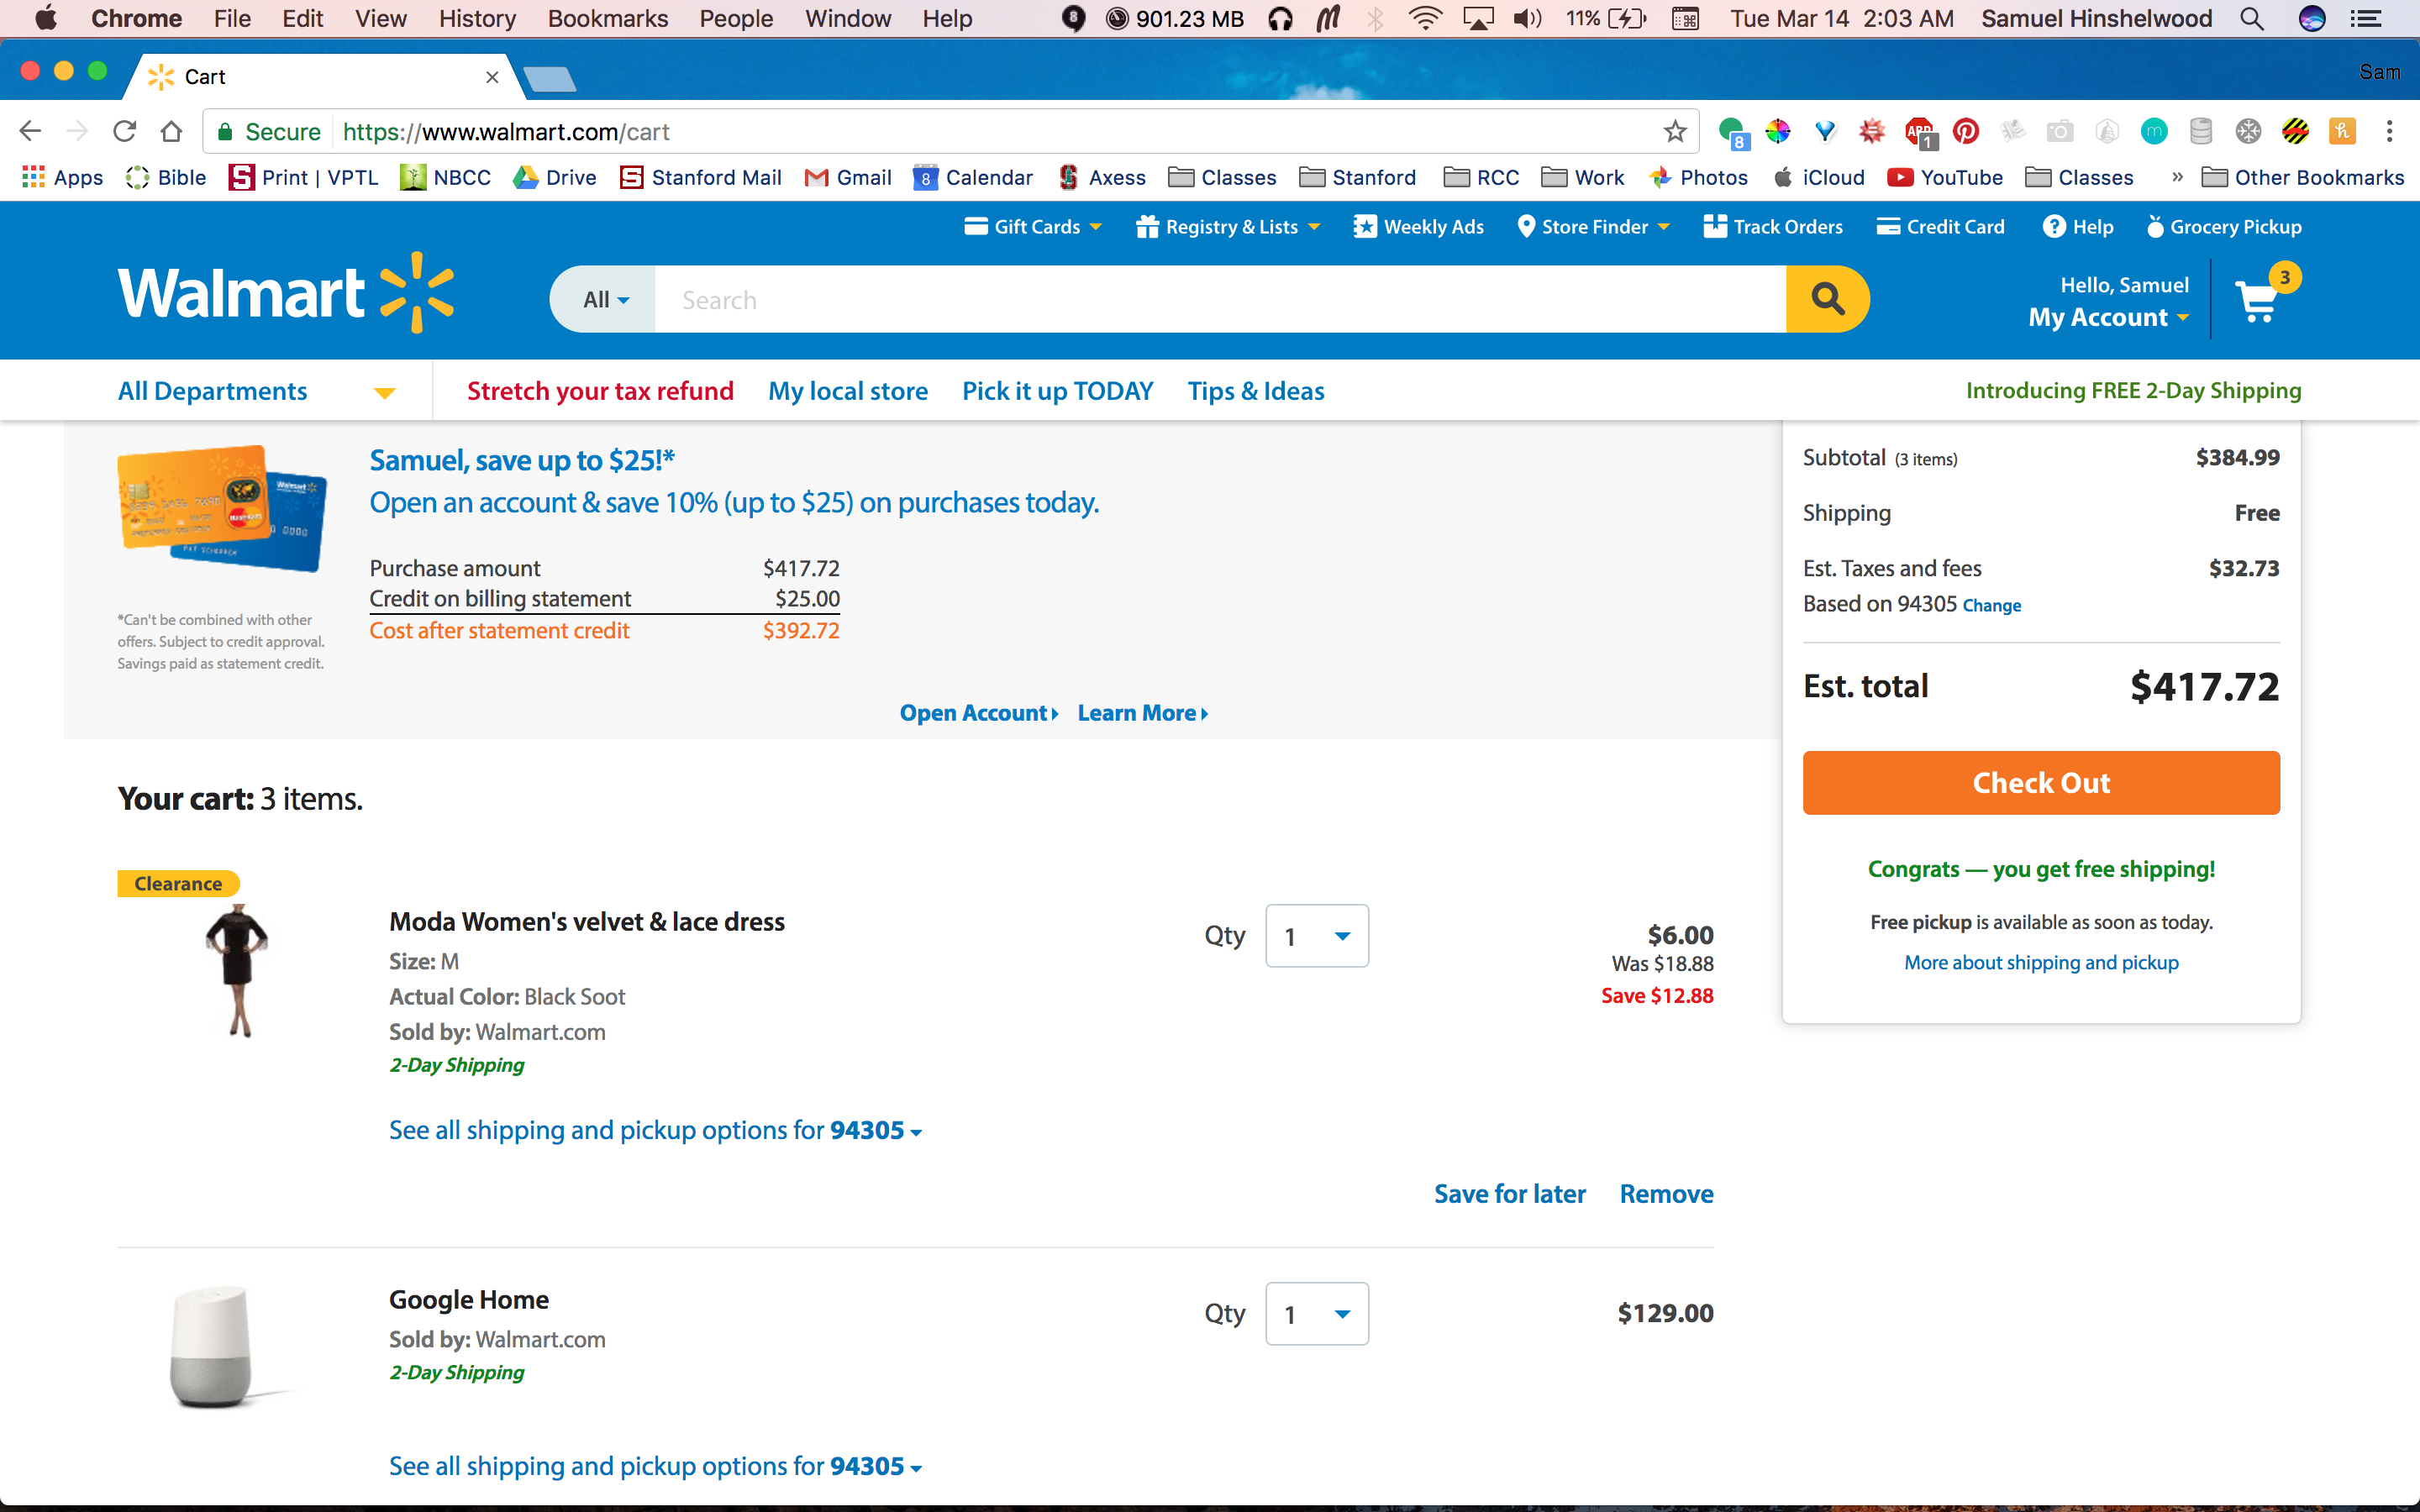 Chrome File Edit View History Bookmarks People Window Help 8 901.23 MB 11% Tue Mar 14 2:03 AM Samuel Hinshelwood
Cart Sam
Secure https://www.walmart.com/cart 8 ABP 1 m h
Apps Bible S Print | VPTL NBCC Drive S Stanford Mail Gmail 8 Calendar S Axess Classes Stanford RCC Work Photos iCloud YouTube Classes » Other Bookmarks
Gift Cards Registry & Lists Weekly Ads Store Finder Track Orders Credit Card ? Help Grocery Pickup
Walmart All Search Hello, Samuel 3
My Account
All Departments Stretch your tax refund My local store Pick it up TODAY Tips & Ideas Introducing FREE 2-Day Shipping
Samuel, save up to $25!*
Open an account & save 10% (up to $25) on purchases today.
Purchase amount $417.72
Credit on billing statement $25.00
Cost after statement credit $392.72
Walmart
*Can't be combined with other
offers. Subject to credit approval.
Savings paid as statement credit.
Open Account Learn More
Subtotal (3 items) $384.99
Shipping Free
Est. Taxes and fees $32.73
Based on 94305 Change
Est. total $417.72
Check Out
Congrats — you get free shipping!
Free pickup is available as soon as today.
More about shipping and pickup
Your cart: 3 items.
Clearance
Moda Women's velvet & lace dress Qty 1 $6.00
Size: M Was $18.88
Actual Color: Black Soot Save $12.88
Sold by: Walmart.com
2-Day Shipping
See all shipping and pickup options for 94305
Save for later Remove
Google Home Qty 1 $129.00
Sold by: Walmart.com
2-Day Shipping
See all shipping and pickup options for 94305